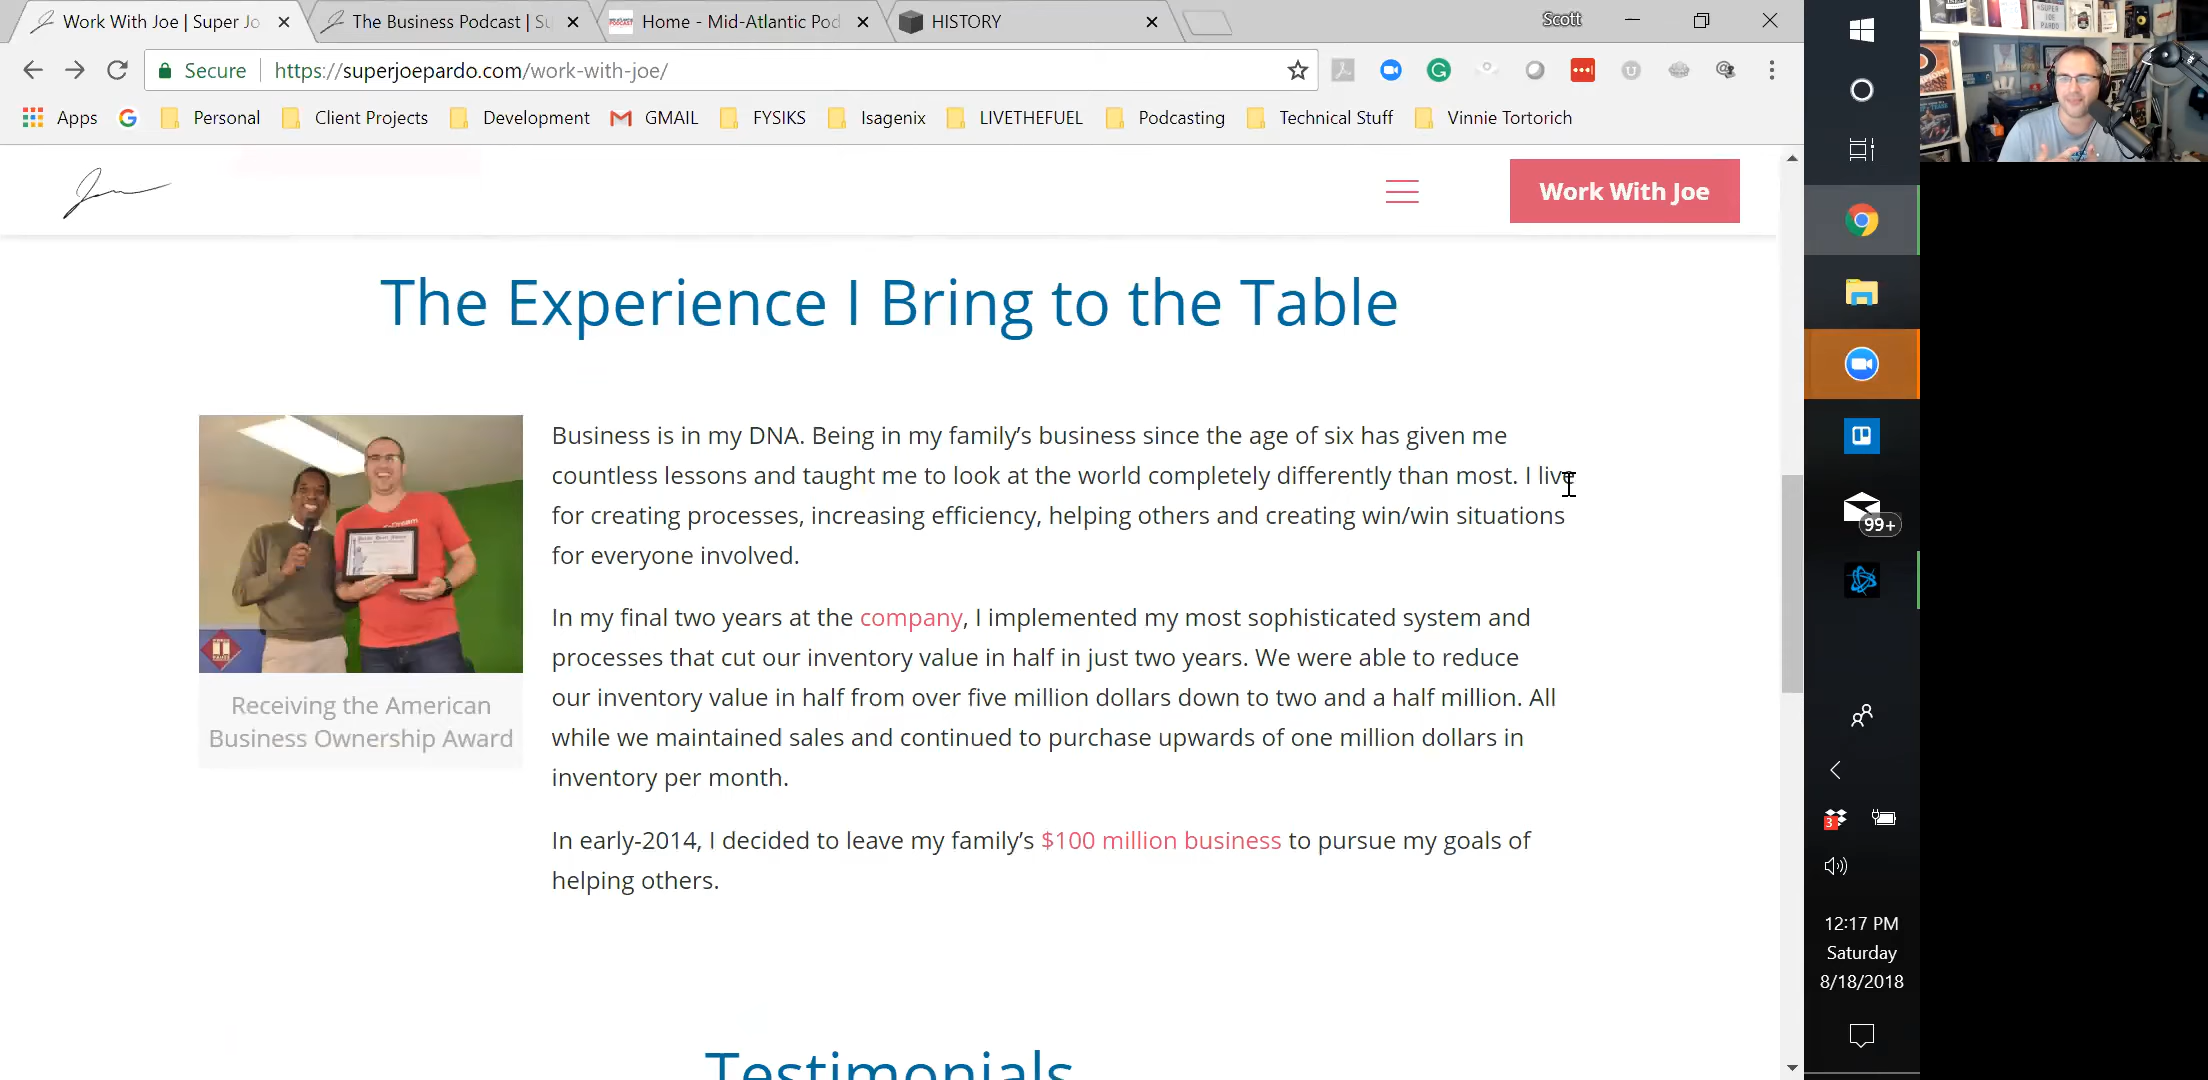 Work With Joe | Super Jo
The Business Podcast | Su
Home - Mid-Atlantic Pod
HISTORY
Scott
Secure
https://superjoepardo.com/work-with-joe/
Apps
Personal
Client Projects
Development
GMAIL
FYSIKS
Isagenix
LIVETHEFUEL
Podcasting
Technical Stuff
Vinnie Tortorich
Work With Joe
The Experience I Bring to the Table
Business is in my DNA. Being in my family’s business since the age of six has given me
countless lessons and taught me to look at the world completely differently than most. I live
for creating processes, increasing efficiency, helping others and creating win/win situations
for everyone involved.
In my final two years at the company, I implemented my most sophisticated system and
processes that cut our inventory value in half in just two years. We were able to reduce
our inventory value in half from over five million dollars down to two and a half million. All
while we maintained sales and continued to purchase upwards of one million dollars in
inventory per month.
In early-2014, I decided to leave my family’s $100 million business to pursue my goals of
helping others.
Receiving the American
Business Ownership Award
Testimonials
99+
3
12:17 PM
Saturday
8/18/2018